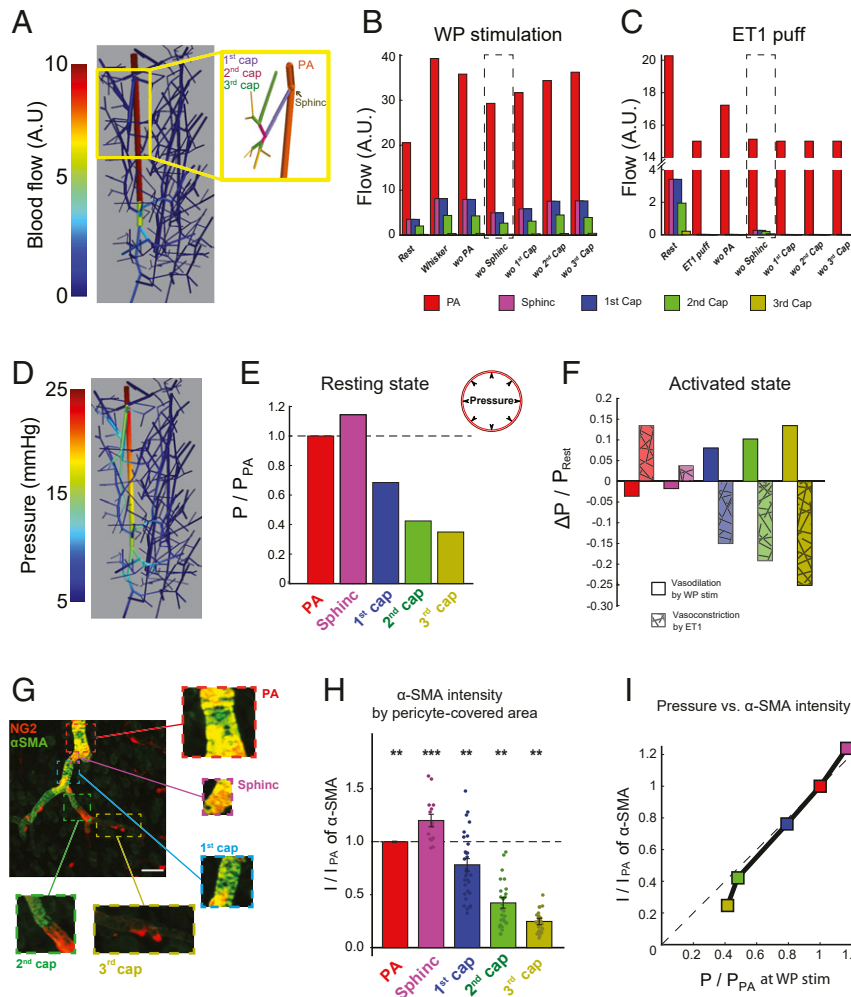 A
10
5
0
Blood flow (A.U)
1st cap
2nd cap
3rd cap
PA
Sphinc
B
WP stimulation
Flow (A.U.)
40
30
20
10
0
Rest
Whisker
wo PA
wo Sphinc
wo 1st Cap
wo 2nd Cap
wo 3rd Cap
C
ET1 puff
Flow (A.U.)
20
18
16
14
4
2
0
Rest
ET1 puff
wo PA
wo Sphinc
wo 1st Cap
wo 2nd Cap
wo 3rd Cap
PA
Sphinc
1st Cap
2nd Cap
3rd Cap
D
25
15
5
Pressure (mmHg)
E
Resting state
Pressure
P / PPA
1.2
1.0
0.8
0.6
0.4
0.2
0
PA
Sphinc
1st cap
2nd cap
3rd cap
F
Activated state
ΔP / PRest
0.15
0.1
0.05
0
-0.05
-0.1
-0.15
-0.20
-0.25
-0.30
Vasodilation
by WP stim
Vasoconstriction
by ET1
G
NG2
αSMA
PA
Sphinc
1st cap
2nd cap
3rd cap
H
α-SMA intensity
by pericyte-covered area
I / IPA of α-SMA
** *** ** ** **
1.5
1.0
0.5
0.0
PA
Sphinc
1st cap
2nd cap
3rd cap
I
Pressure vs. α-SMA intensity
I / IPA of α-SMA
1.2
1.0
0.8
0.6
0.4
0.2
0
0 0.2 0.4 0.6 0.8 1 1.2
P / PPA at WP stim